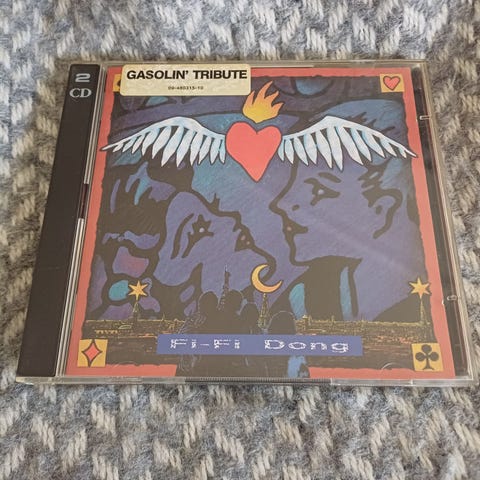 2
CD
GASOLIN' TRIBUTE
09-480315-10
Fi-Fi Dong